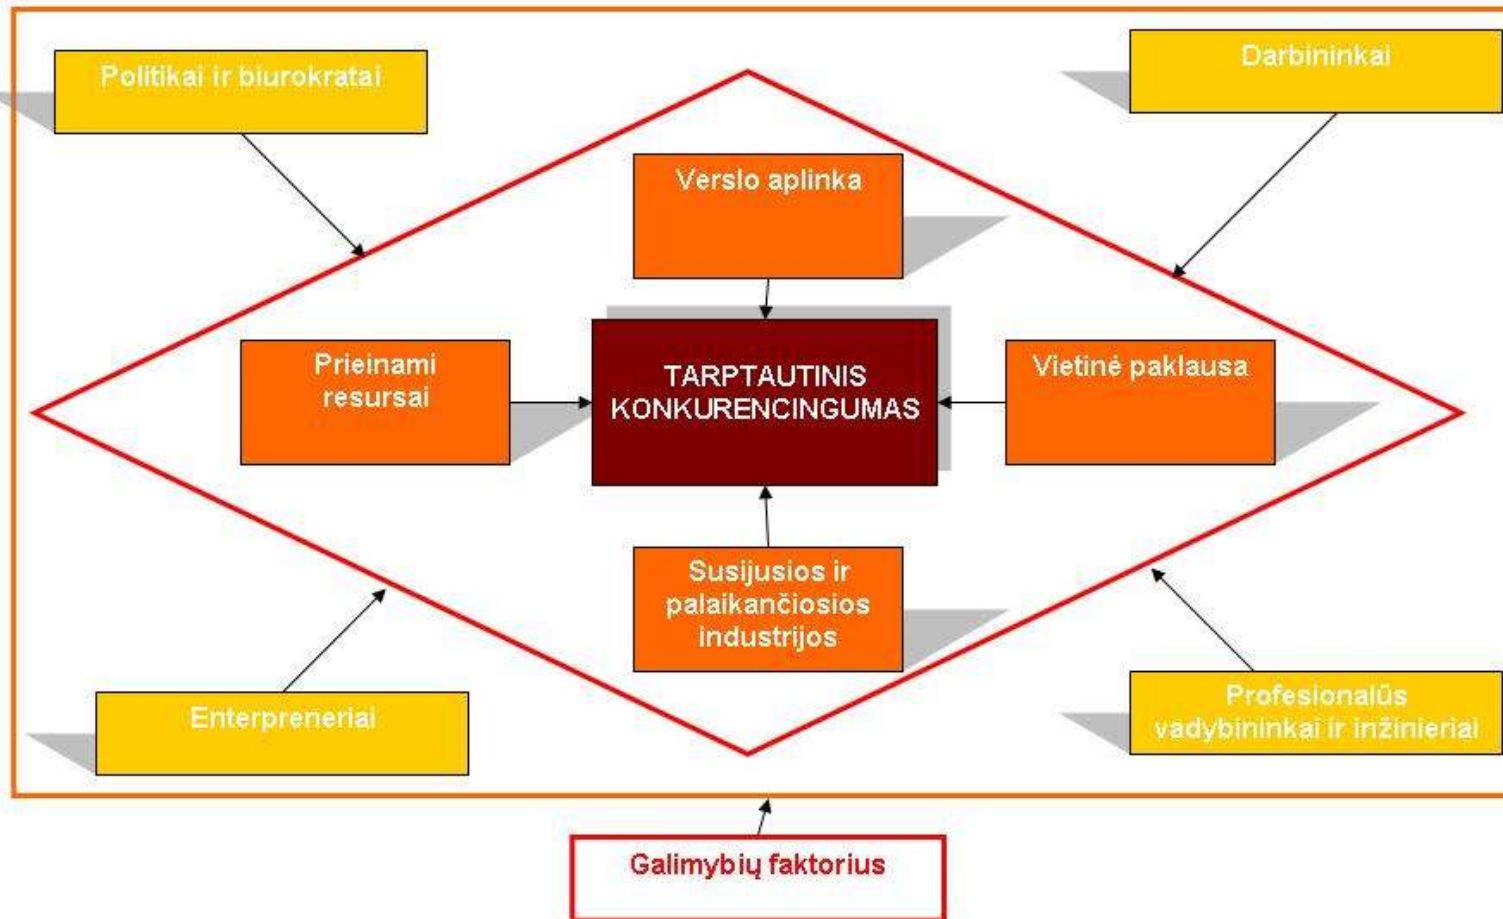 Politikai ir biurokratai
Darbininkai
Verslo aplinka
Prieinami
resursai
TARPTAUTINIS
KONKURENCINGUMAS
Vietinė paklausa
Susijusios ir
palaikančiosios
industrijos
Enterpreneriai
Profesionalūs
vadybininkai ir inžinieriai
Galimybių faktorius